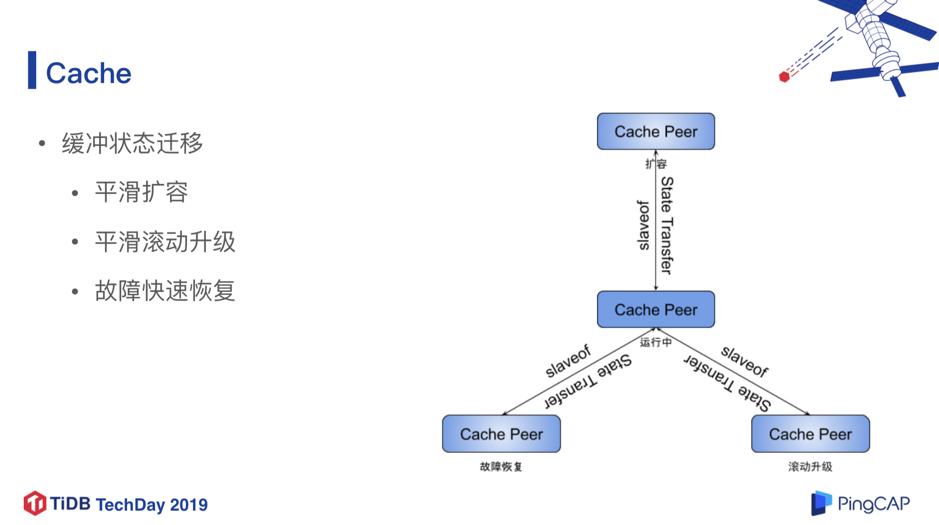 Cache
• 缓冲状态迁移
• 平滑扩容
• 平滑滚动升级
• 故障快速恢复
Cache Peer
扩容
State Transfer
slaveof
Cache Peer
运行中
slaveof
State Transfer
slaveof
State Transfer
Cache Peer
故障恢复
Cache Peer
滚动升级
TiDB TechDay 2019
PingCAP